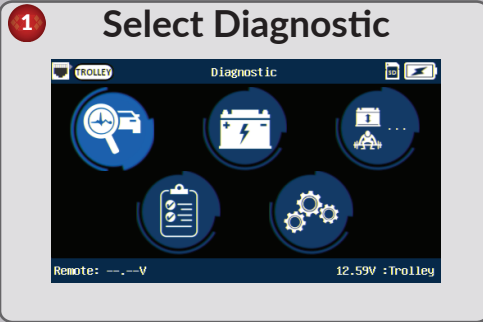 1
Select Diagnostic
TROLLEY
Diagnostic
SD
...
Remote: --.--V
12.59V :Trolley